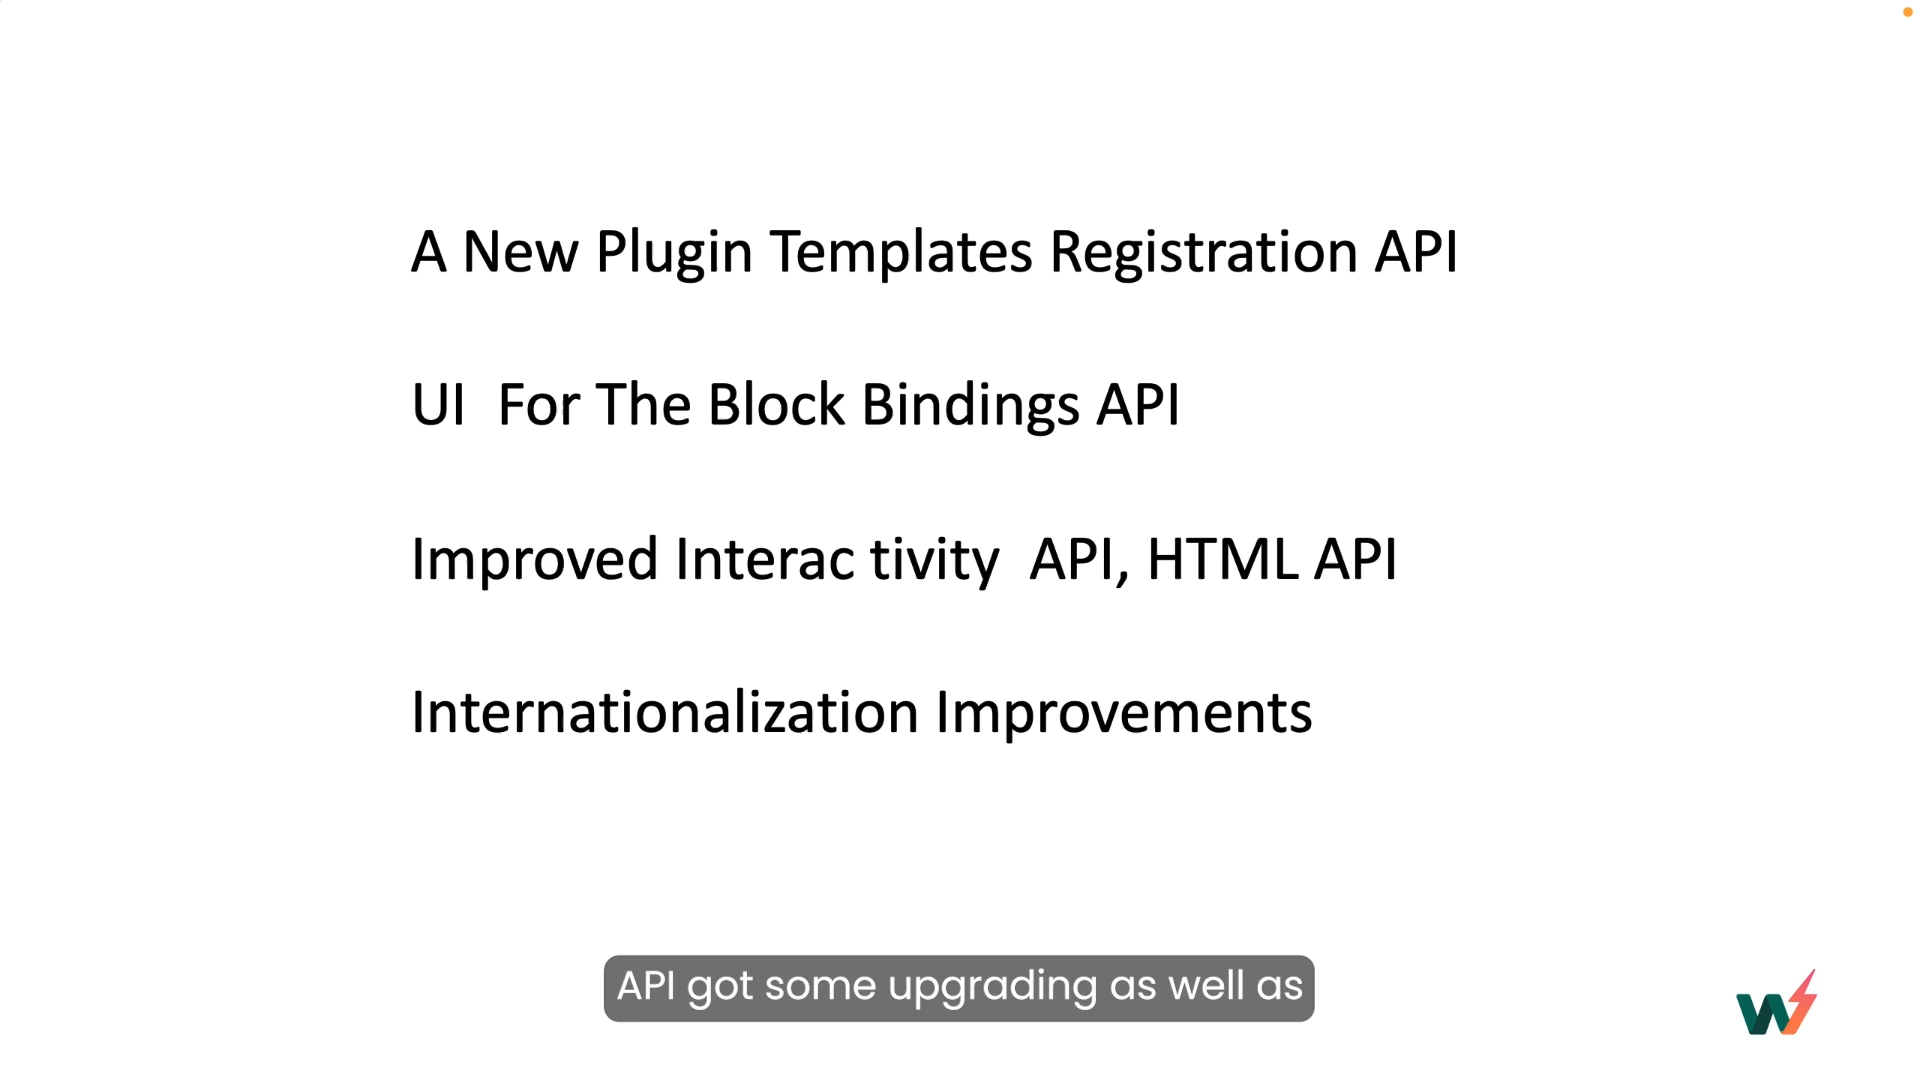 A New Plugin Templates Registration API
UI  For The Block Bindings API
Improved Interac tivity  API, HTML API
Internationalization Improvements
API got some upgrading as well as